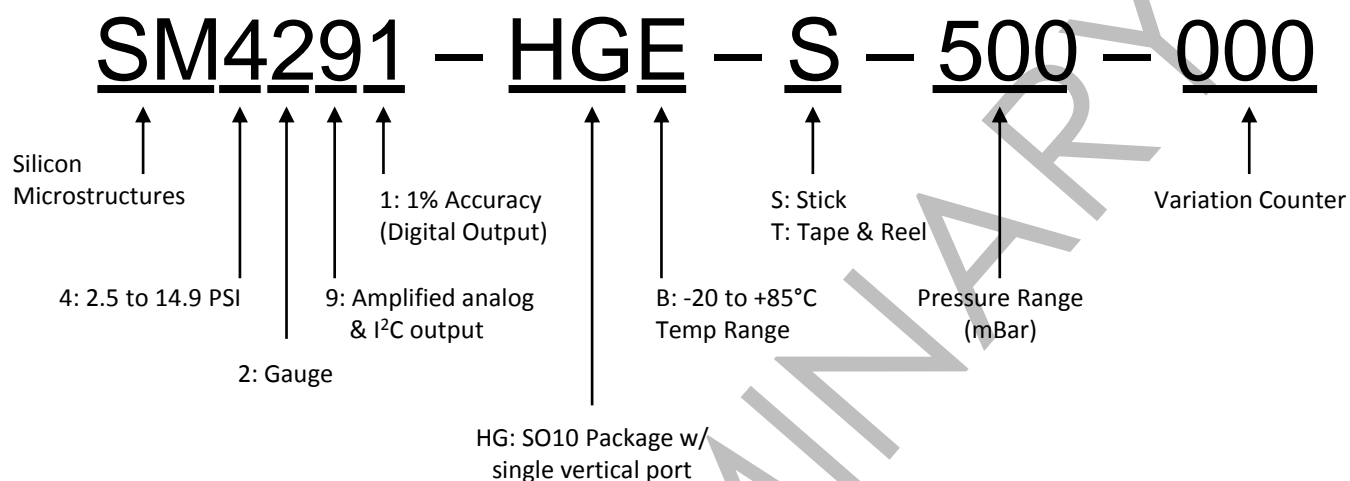 SM4291 – HGE – S – 500 – 000
Silicon
Microstructures
1: 1% Accuracy
(Digital Output)
S: Stick
T: Tape & Reel
Variation Counter
4: 2.5 to 14.9 PSI
9: Amplified analog
& I²C output
B: -20 to +85°C
Temp Range
Pressure Range
(mBar)
2: Gauge
HG: SO10 Package w/
single vertical port
MINARY